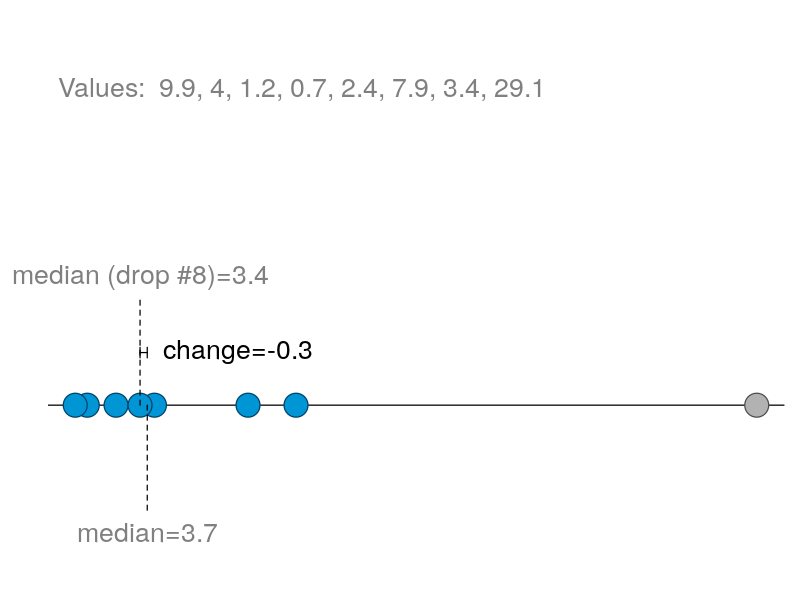 Values: 9.9, 4, 1.2, 0.7, 2.4, 7.9, 3.4, 29.1
median (drop #8)=3.4
change=-0.3
median=3.7